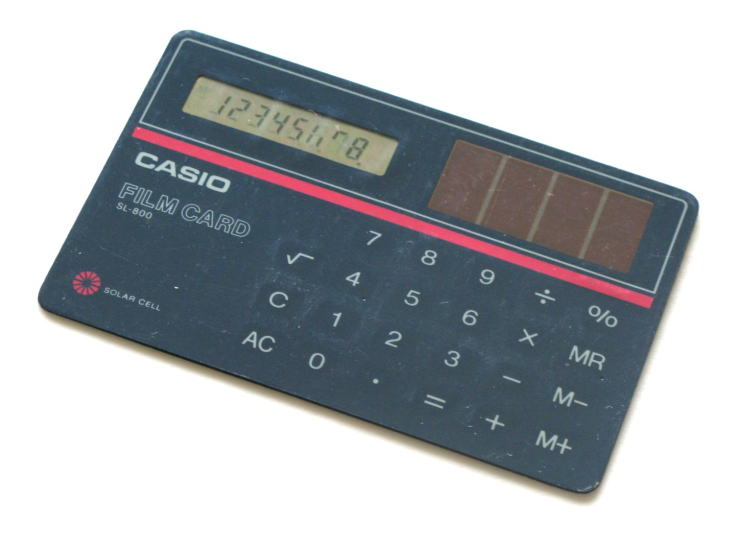 12345678.
CASIO
FILM CARD
SL-800
SOLAR CELL
7 8 9 ÷ %
√ 4 5 6 × MR
C 1 2 3 − M−
AC 0 · = + M+